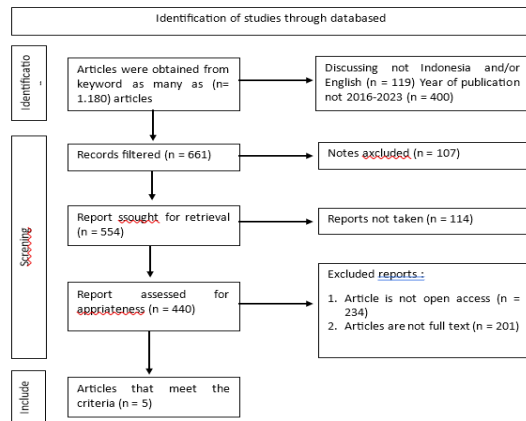 Identification of studies through databased
Identificatio
Articles were obtained from
keyword as many as (n=
1.180) articles
Discussing not Indonesia and/or
English (n = 119) Year of publication
not 2016-2023 (n = 400)
Screning
Records filtered (n = 661)
Notes axcluded (n = 107)
Report ssought for retrieval
(n = 554)
Reports not taken (n = 114)
Report assessed for
appriateness (n = 440)
Excluded reports :
1. Article is not open access (n =
234)
2. Articles are not full text (n = 201)
Include
Articles that meet the
criteria (n = 5)